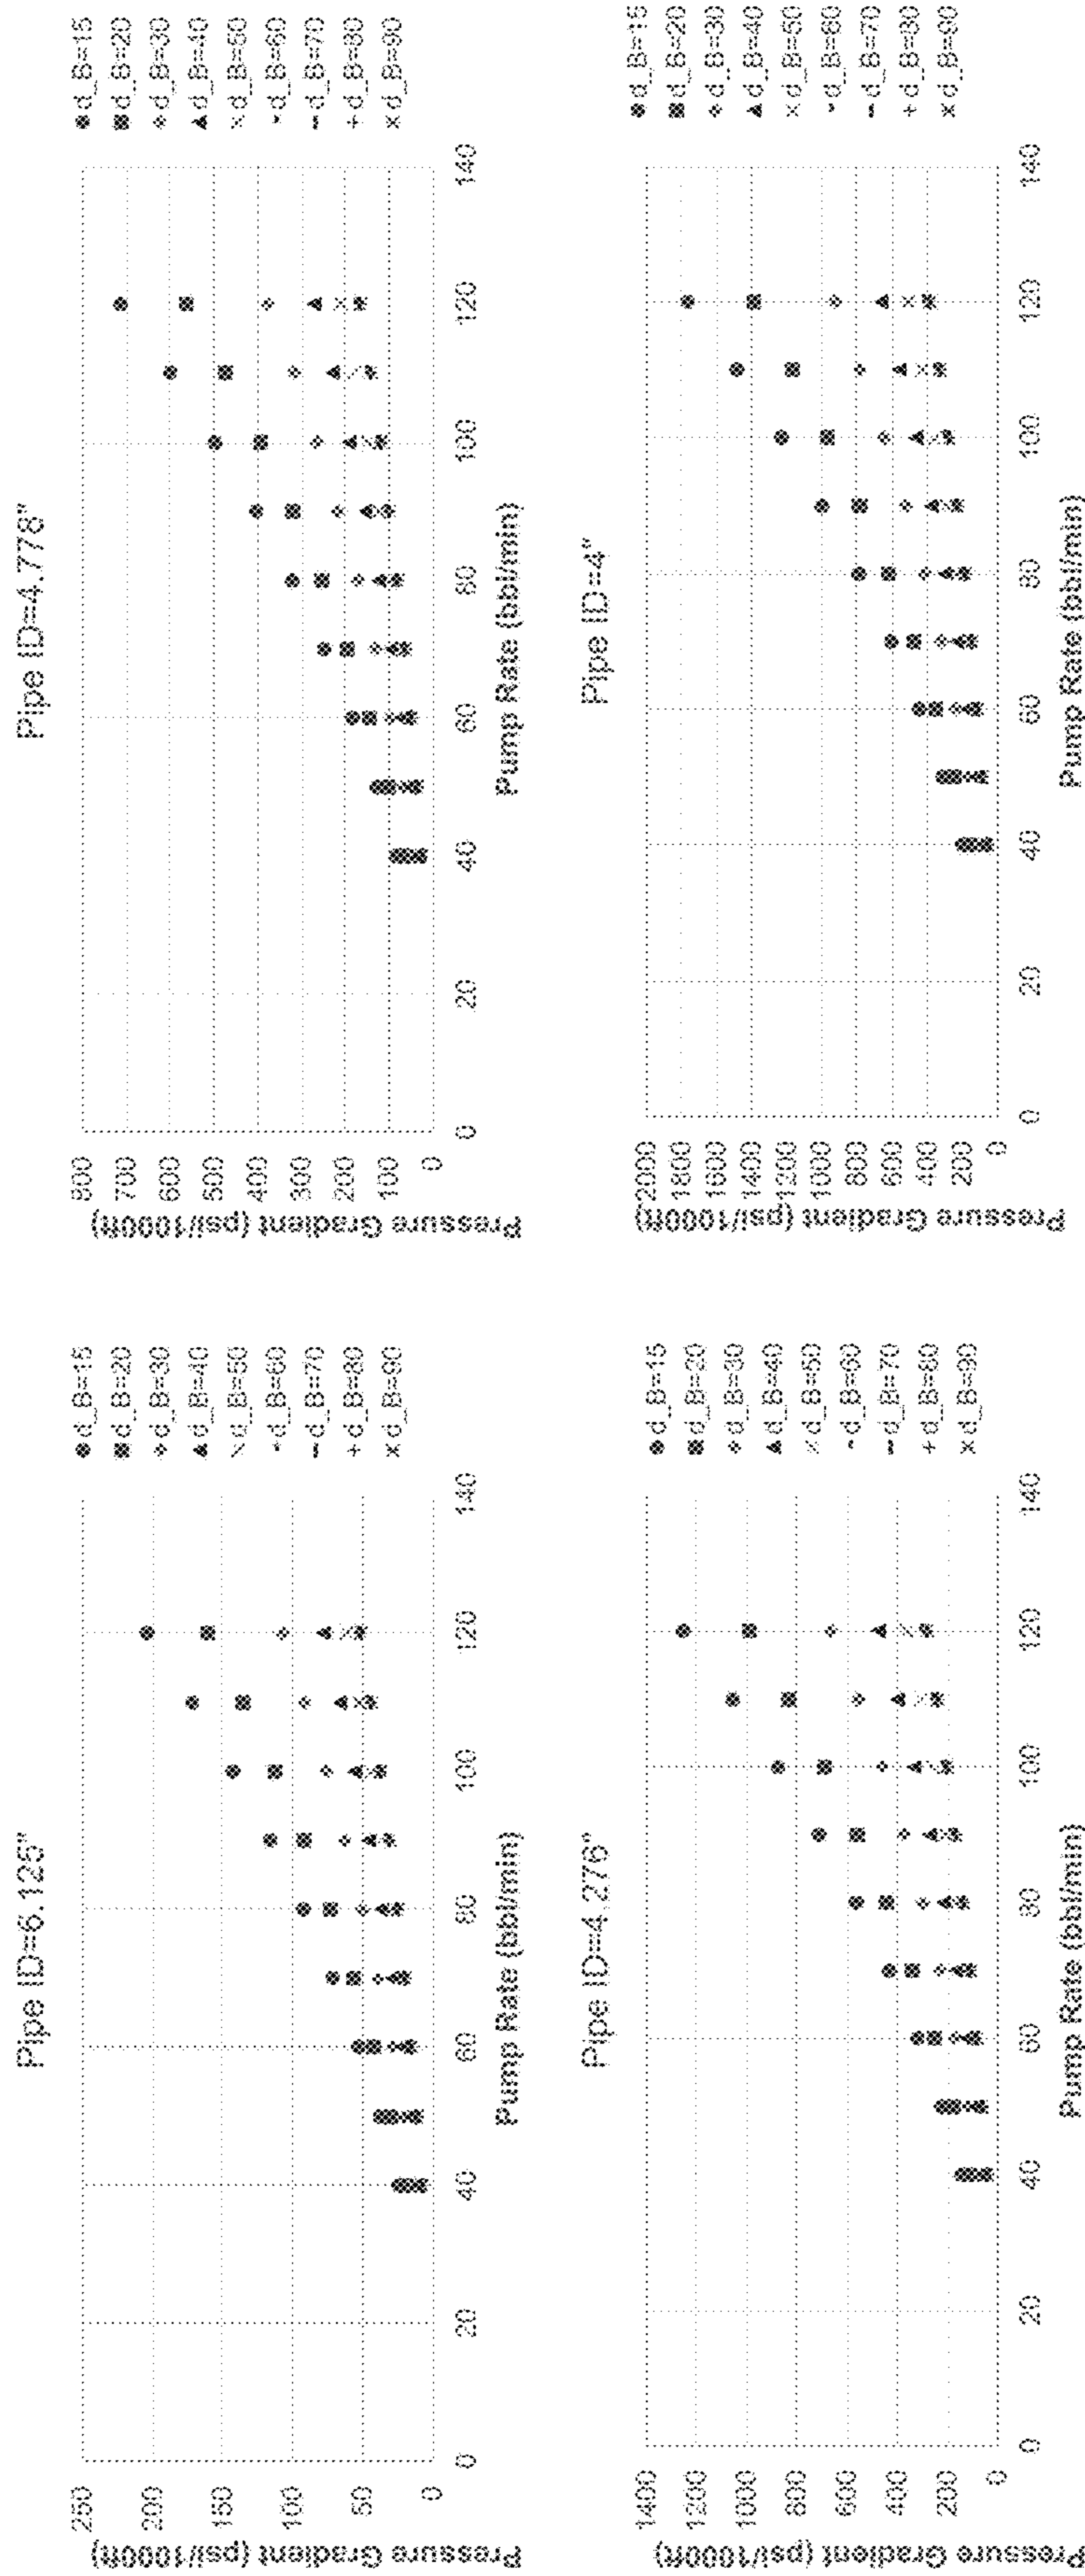 Pipe ID=6.125"
Pressure Gradient (psi/1000ft)
250
200
150
100
50
0
0
20
40
60
80
100
120
140
Pump Rate (bbl/min)
d_B=15
d_B=20
d_B=30
d_B=40
d_B=50
d_B=60
d_B=70
d_B=80
d_B=90
Pipe ID=4.778"
Pressure Gradient (psi/1000ft)
800
700
600
500
400
300
200
100
0
0
20
40
60
80
100
120
140
Pump Rate (bbl/min)
d_B=15
d_B=20
d_B=30
d_B=40
d_B=50
d_B=60
d_B=70
d_B=80
d_B=90
Pipe ID=4.276"
Pressure Gradient (psi/1000ft)
1400
1200
1000
800
600
400
200
0
0
20
40
60
80
100
120
140
Pump Rate (bbl/min)
d_B=15
d_B=20
d_B=30
d_B=40
d_B=50
d_B=60
d_B=70
d_B=80
d_B=90
Pipe ID=4"
Pressure Gradient (psi/1000ft)
2000
1800
1600
1400
1200
1000
800
600
400
200
0
0
20
40
60
80
100
120
140
Pump Rate (bbl/min)
d_B=15
d_B=20
d_B=30
d_B=40
d_B=50
d_B=60
d_B=70
d_B=80
d_B=90